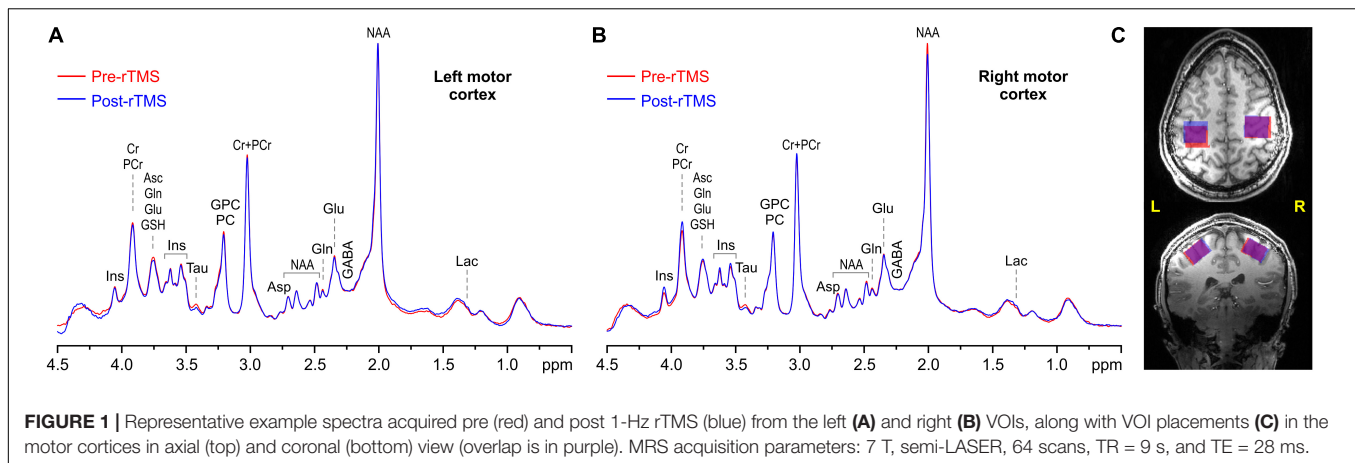 A
Pre-rTMS
Post-rTMS
Left motor
cortex
NAA
Cr
PCr
Asc
Gln
Glu
GSH
Ins
Ins
Tau
GPC
PC
Cr+PCr
Asp
NAA
Gln
Glu
GABA
Lac
4.5 4.0 3.5 3.0 2.5 2.0 1.5 1.0 ppm
B
Pre-rTMS
Post-rTMS
Right motor
cortex
NAA
Cr
PCr
Asc
Gln
Glu
GSH
Ins
Ins
Tau
GPC
PC
Cr+PCr
Asp
NAA
Gln
Glu
GABA
Lac
4.5 4.0 3.5 3.0 2.5 2.0 1.5 1.0 ppm
C
L R
FIGURE 1 | Representative example spectra acquired pre (red) and post 1-Hz rTMS (blue) from the left (A) and right (B) VOIs, along with VOI placements (C) in the
motor cortices in axial (top) and coronal (bottom) view (overlap is in purple). MRS acquisition parameters: 7 T, semi-LASER, 64 scans, TR = 9 s, and TE = 28 ms.